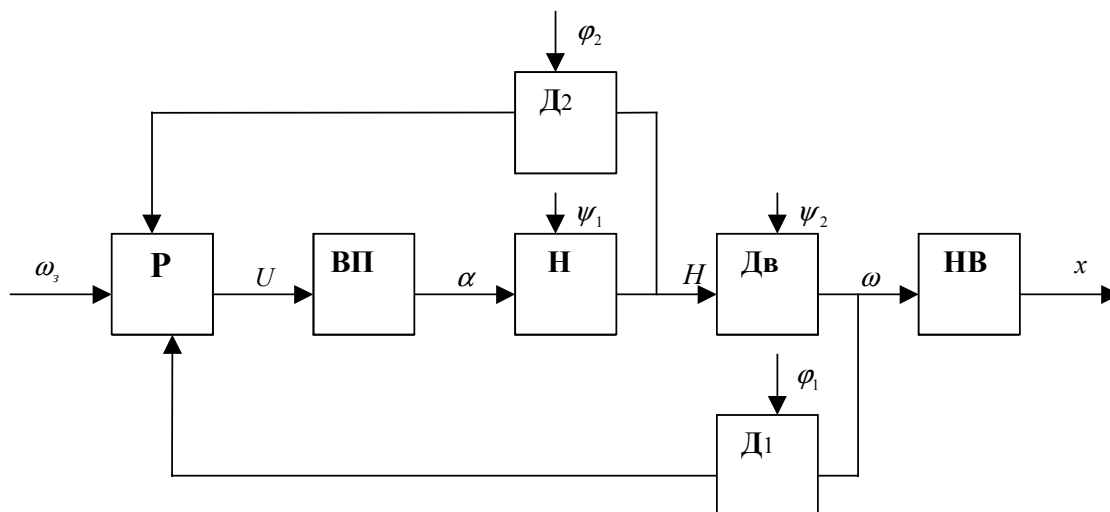 φ₂
Д2
ψ₁
ψ₂
ωз
Р
U
ВП
α
Н
H
Дв
ω
НВ
x
φ₁
Д1